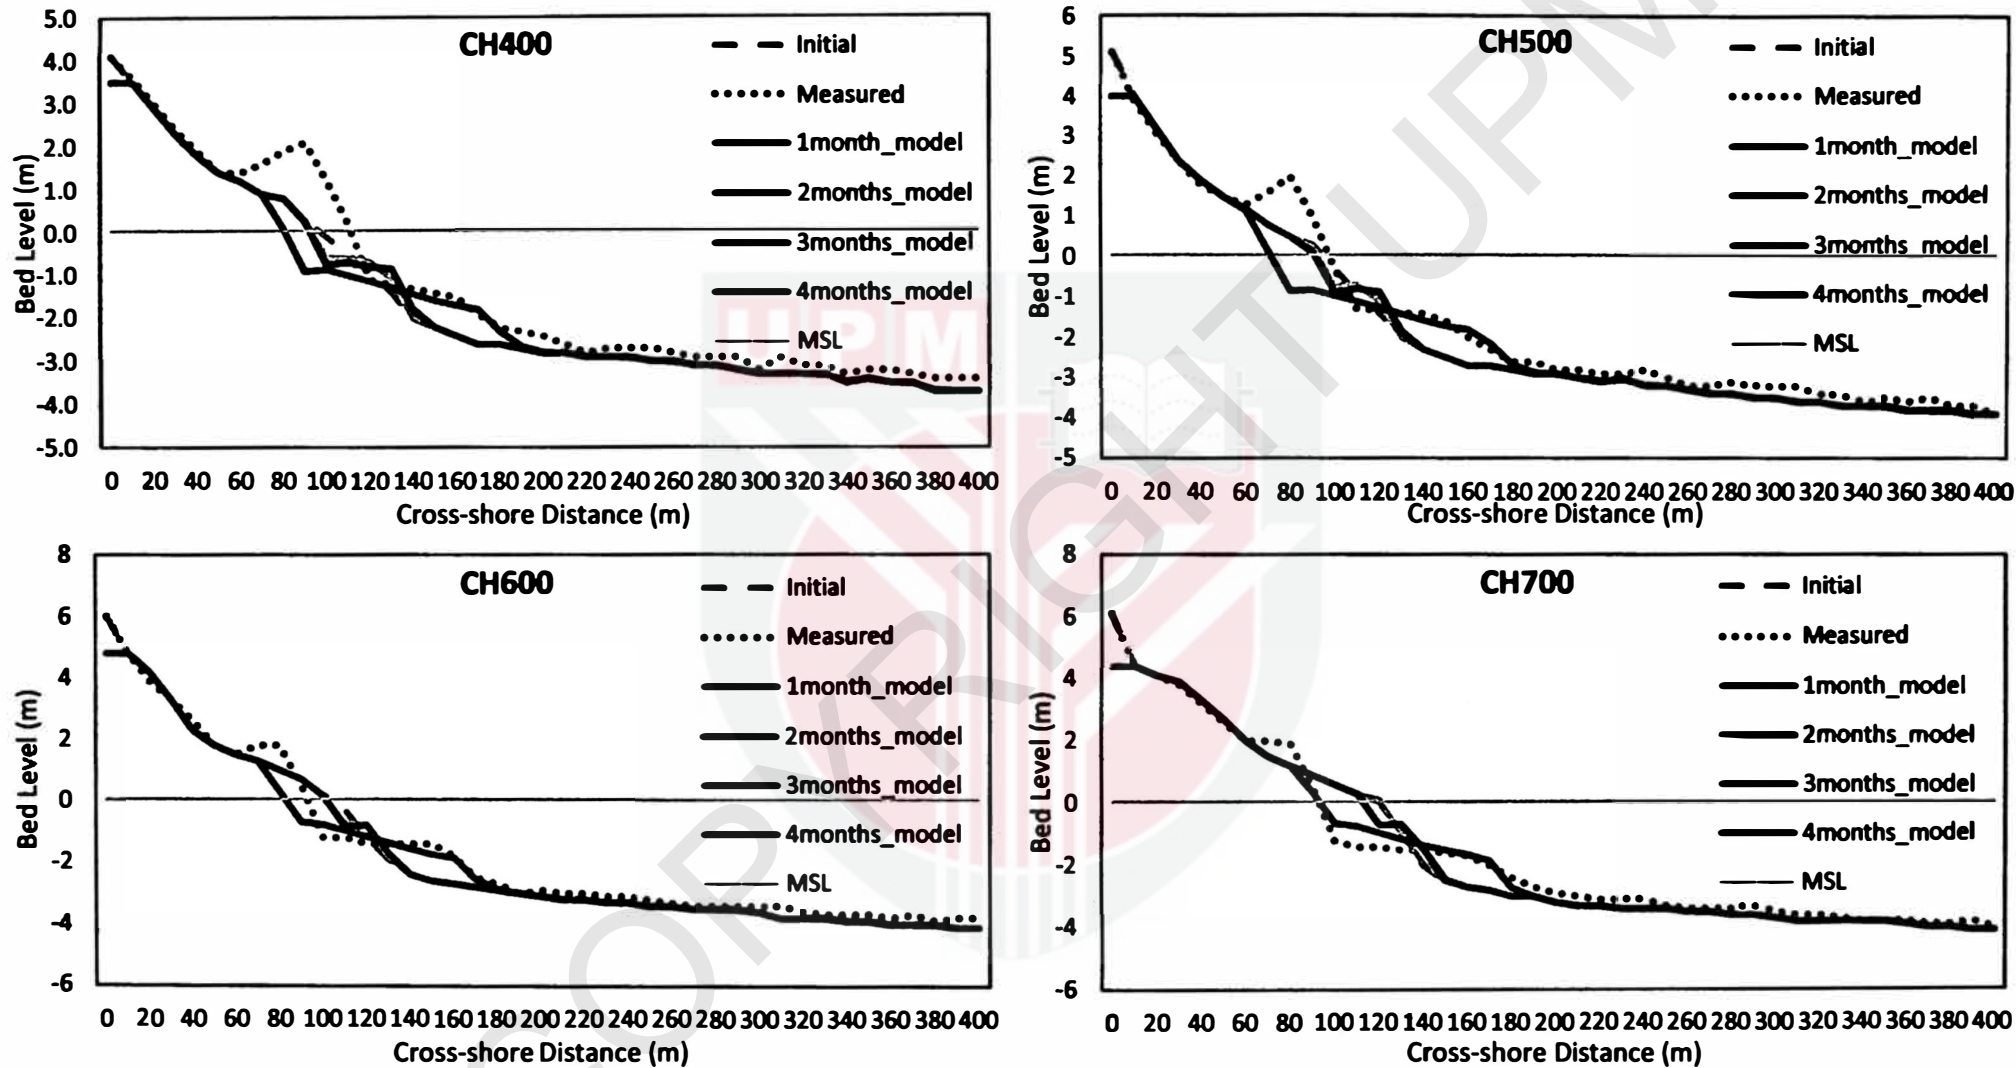 CH400
5.0
4.0
3.0
2.0
1.0
0.0
-1.0
-2.0
-3.0
-4.0
-5.0
Bed Level (m)
Initial
Measured
1month_model
2months_model
3months_model
4months_model
MSL
0 20 40 60 80 100 120 140 160 180 200 220 240 260 280 300 320 340 360 380 400
Cross-shore Distance (m)
CH500
6
5
4
3
2
1
0
-1
-2
-3
-4
-5
Bed Level (m)
Initial
Measured
1month_model
2months_model
3months_model
4months_model
MSL
0 20 40 60 80 100 120 140 160 180 200 220 240 260 280 300 320 340 360 380 400
Cross-shore Distance (m)
CH600
8
6
4
2
0
-2
-4
-6
Bed Level (m)
Initial
Measured
1month_model
2months_model
3months_model
4months_model
MSL
0 20 40 60 80 100 120 140 160 180 200 220 240 260 280 300 320 340 360 380 400
Cross-shore Distance (m)
CH700
8
6
4
2
0
-2
-4
-6
Bed Level (m)
Initial
Measured
1month_model
2months_model
3months_model
4months_model
MSL
0 20 40 60 80 100 120 140 160 180 200 220 240 260 280 300 320 340 360 380 400
Cross-shore Distance (m)
UPM
COPYRIGHT UPM